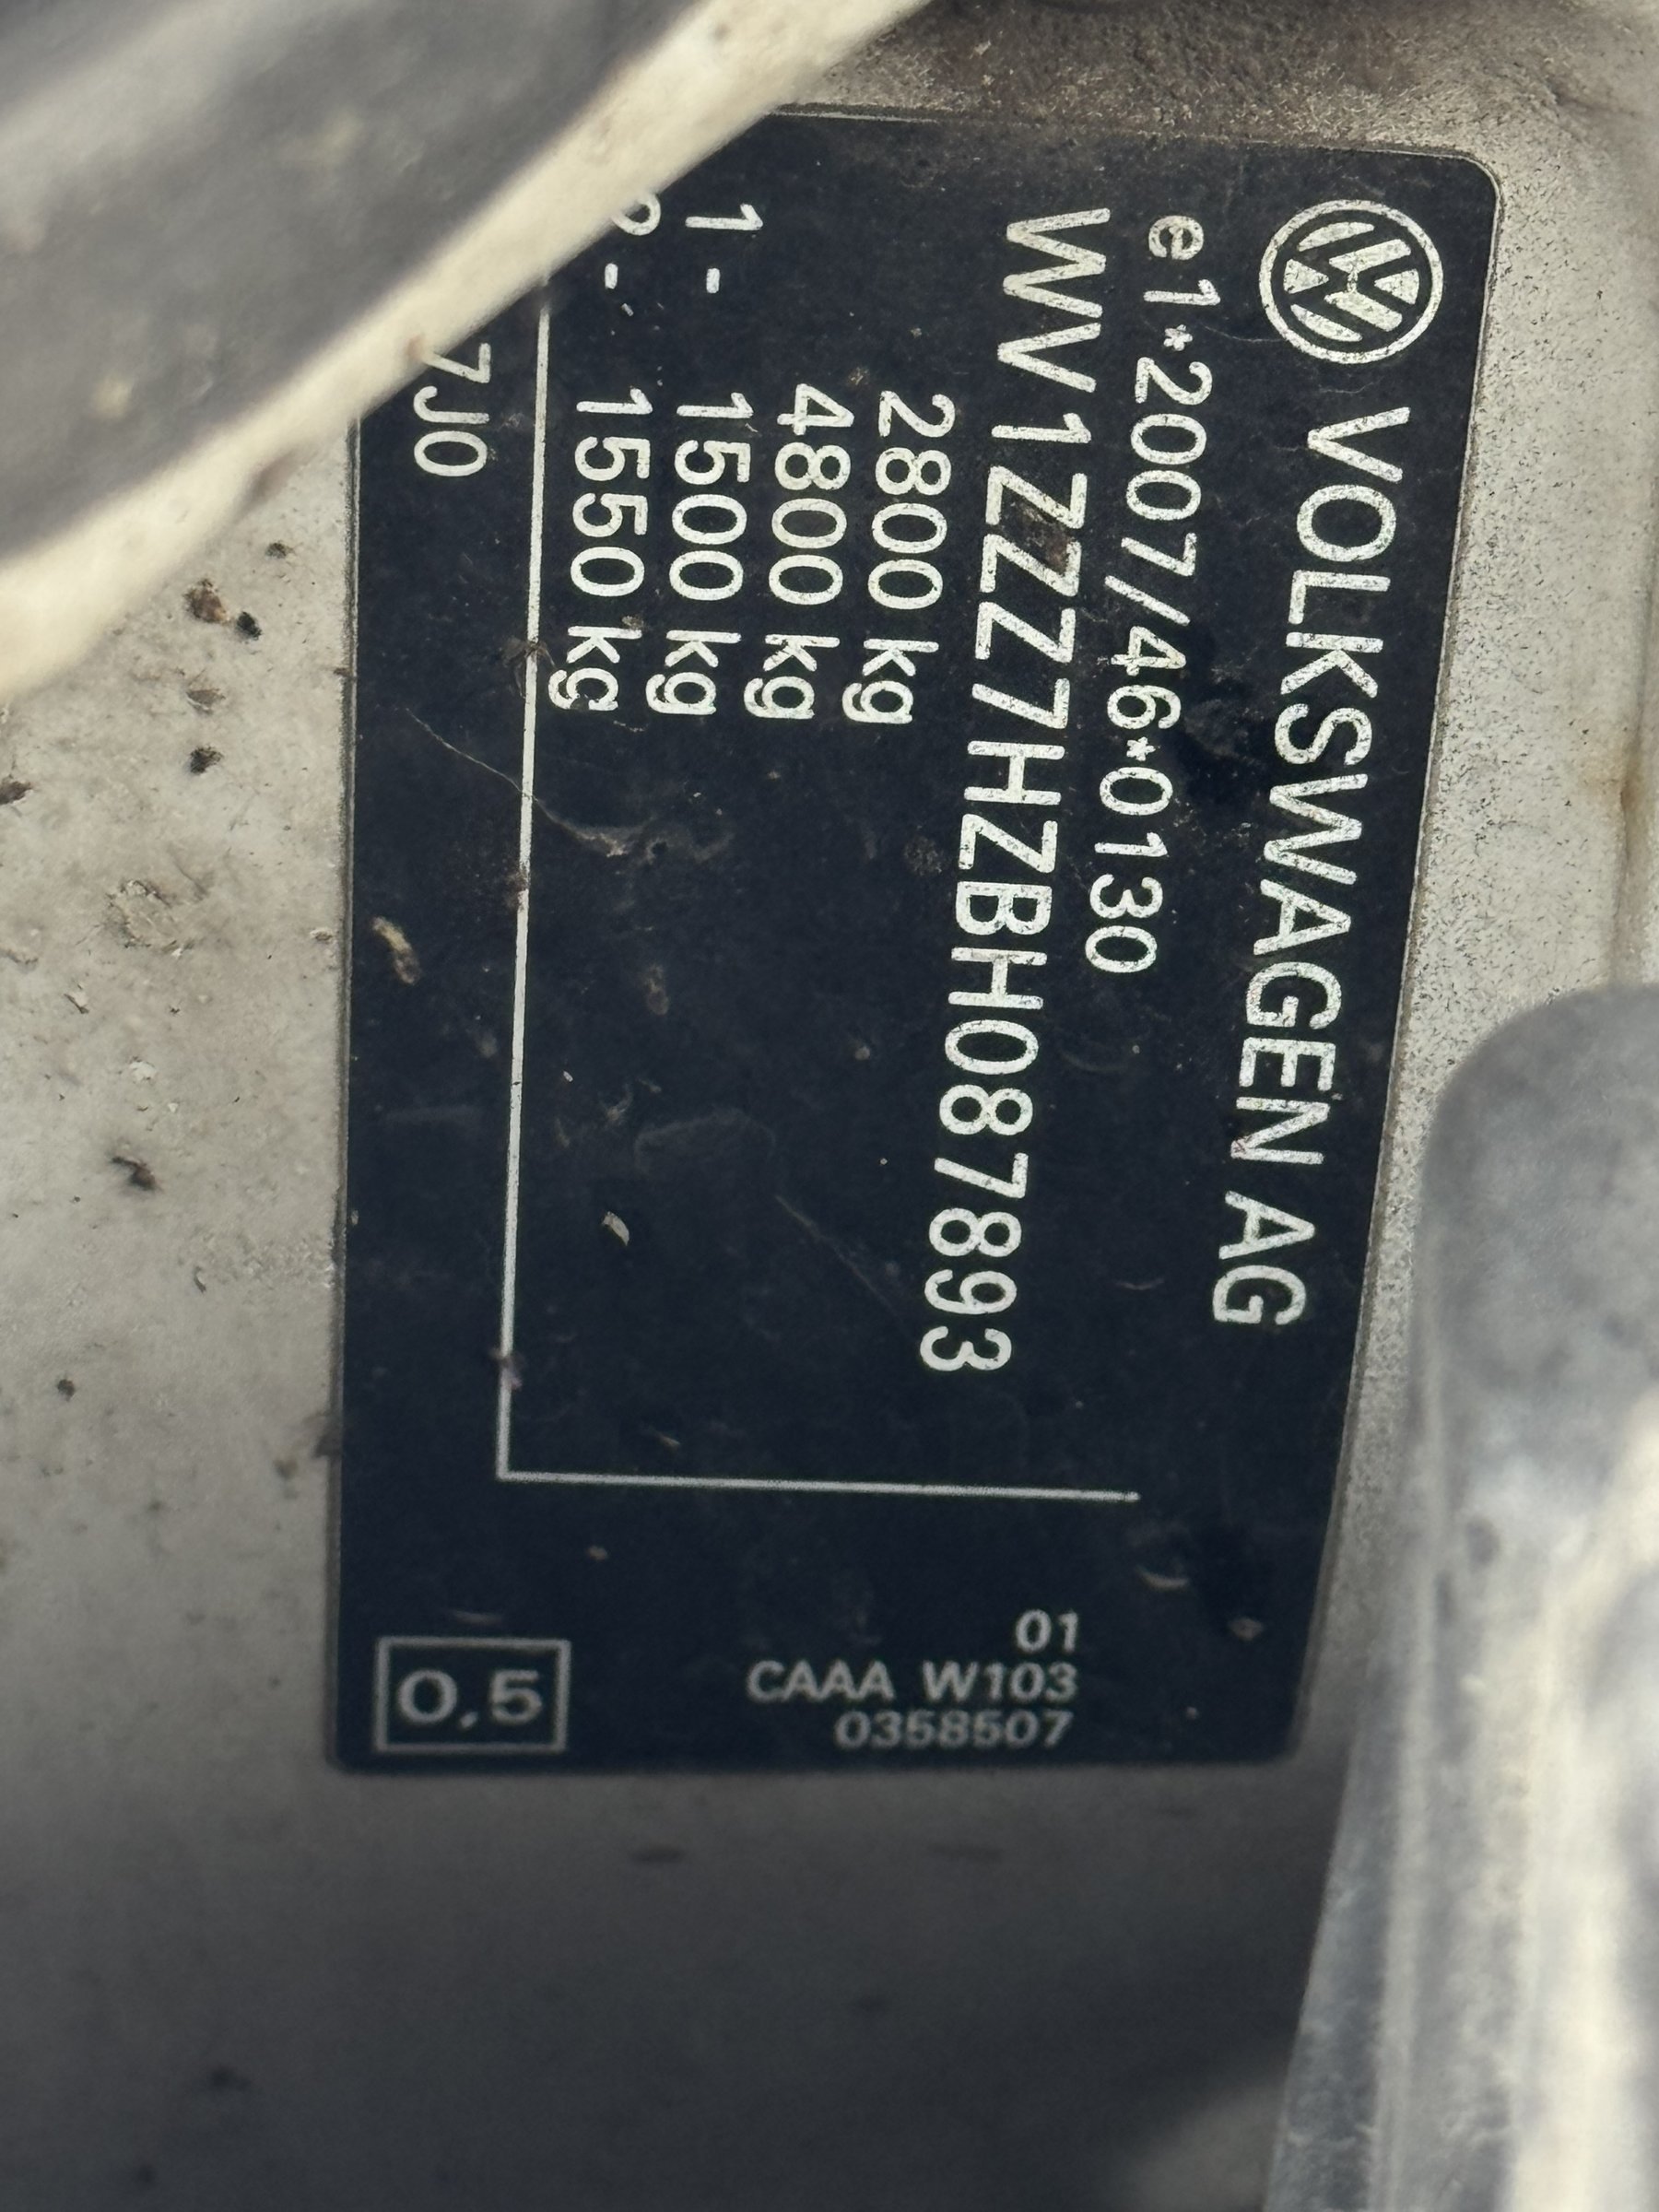 VOLKSWAGEN AG
e1*2007/46*0130
WV1ZZZ7HZBH087893
2800 kg
4800 kg
1- 1500 kg
2- 1550 kg
7J0
01
CAAA W103
0358507
0,5